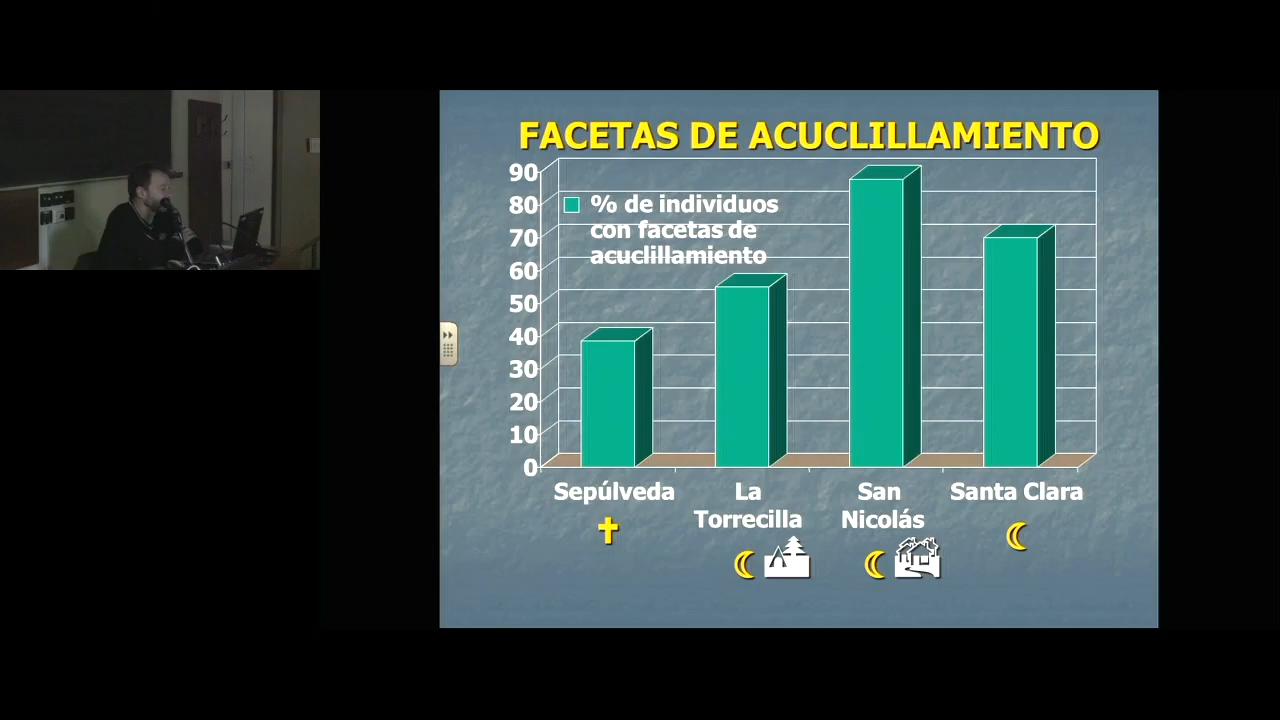 FACETAS DE ACUCLILLAMIENTO
90
80
70
60
50
40
30
20
10
0
% de individuos
con facetas de
acuclillamiento
Sepúlveda
La
Torrecilla
San
Nicolás
Santa Clara